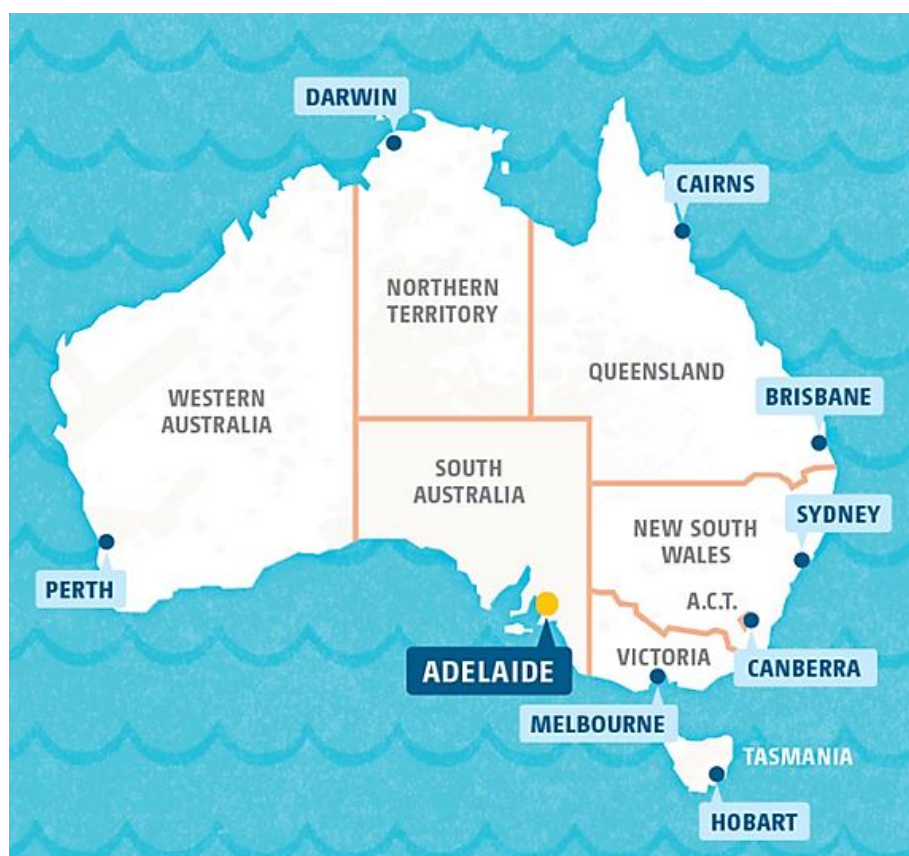 DARWIN
CAIRNS
NORTHERN
TERRITORY
QUEENSLAND
WESTERN
AUSTRALIA
BRISBANE
SOUTH
AUSTRALIA
SYDNEY
NEW SOUTH
WALES
PERTH
A.C.T.
VICTORIA
CANBERRA
ADELAIDE
MELBOURNE
TASMANIA
HOBART